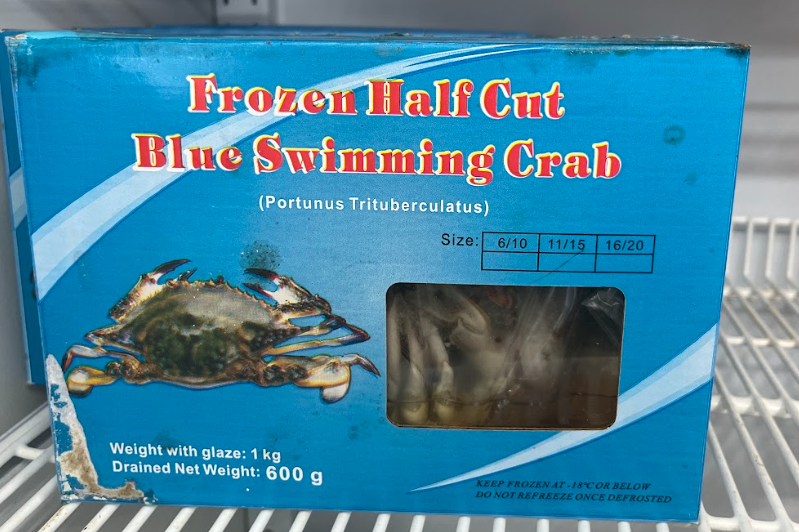 Frozen Half Cut
Blue Swimming Crab
(Portunus Trituberculatus)
Size: 6/10 11/15 16/20
Weight with glaze: 1 kg
Drained Net Weight: 600 g
KEEP FROZEN AT -18°C OR BELOW
DO NOT REFREEZE ONCE DEFROSTED